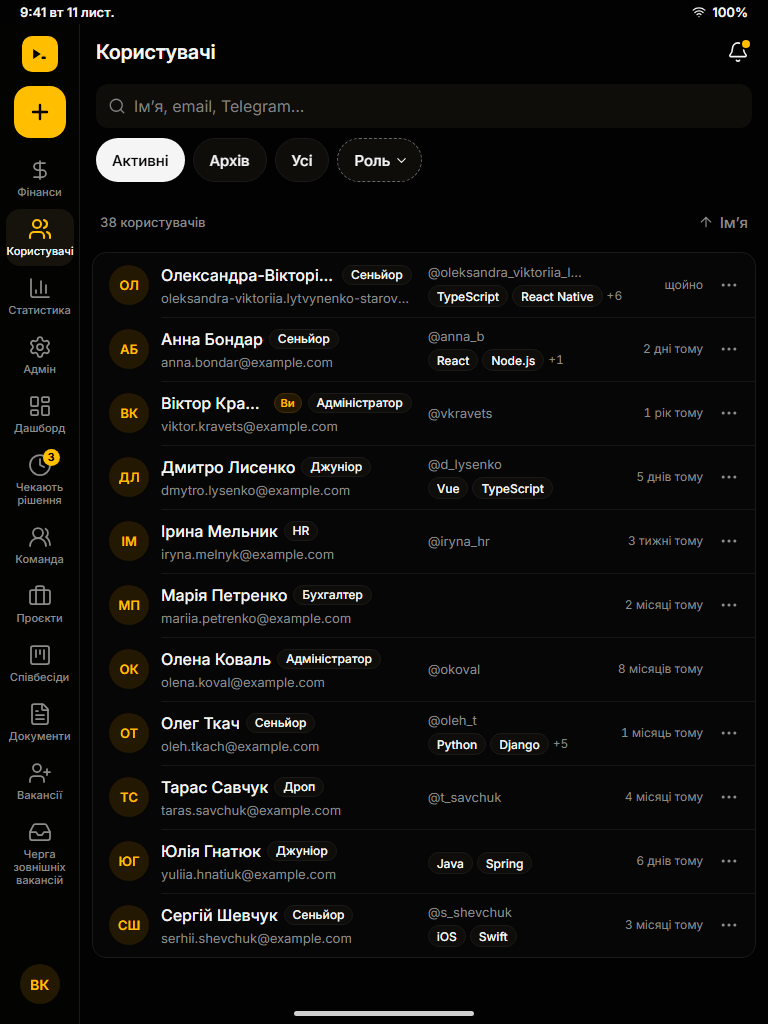 9:41 вт 11 лист.
100%
Користувачі
Ім’я, email, Telegram…
Активні
Архів
Усі
Роль
38 користувачів
Ім’я
Фінанси
Користувачі
Статистика
Адмін
Дашборд
3
Чекають
рішення
Команда
Проєкти
Співбесіди
Документи
Вакансії
Черга
зовнішніх
вакансій
ВК
ОЛ
Олександра-Вікторі… Сеньйор
oleksandra-viktoriia.lytvynenko-starov…
@oleksandra_viktoriia_l…
TypeScript React Native +6
щойно
АБ
Анна Бондар Сеньйор
anna.bondar@example.com
@anna_b
React Node.js +1
2 дні тому
ВК
Віктор Кра… Ви Адміністратор
viktor.kravets@example.com
@vkravets
1 рік тому
ДЛ
Дмитро Лисенко Джуніор
dmytro.lysenko@example.com
@d_lysenko
Vue TypeScript
5 днів тому
ІМ
Ірина Мельник HR
iryna.melnyk@example.com
@iryna_hr
3 тижні тому
МП
Марія Петренко Бухгалтер
mariia.petrenko@example.com
2 місяці тому
ОК
Олена Коваль Адміністратор
olena.koval@example.com
@okoval
8 місяців тому
ОТ
Олег Ткач Сеньйор
oleh.tkach@example.com
@oleh_t
Python Django +5
1 місяць тому
ТС
Тарас Савчук Дроп
taras.savchuk@example.com
@t_savchuk
4 місяці тому
ЮГ
Юлія Гнатюк Джуніор
yuliia.hnatiuk@example.com
Java Spring
6 днів тому
СШ
Сергій Шевчук Сеньйор
serhii.shevchuk@example.com
@s_shevchuk
iOS Swift
3 місяці тому